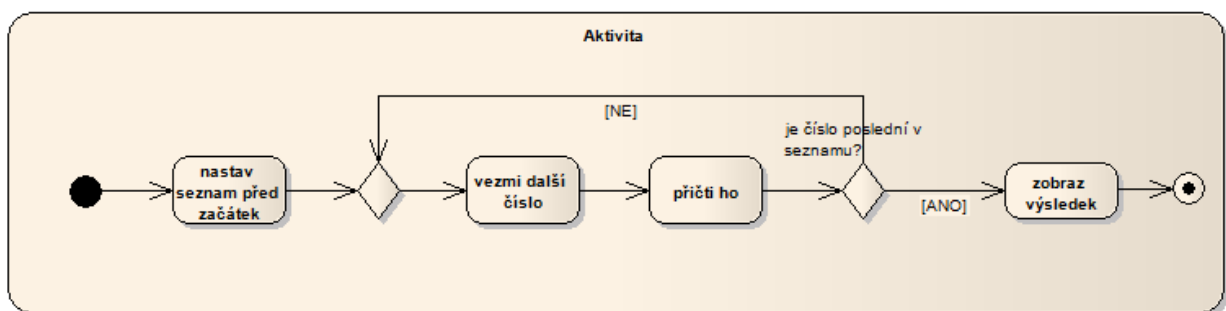 Aktivita
[NE]
je číslo poslední v
seznamu?
nastav
seznam před
začátek
vezmi další
číslo
přičti ho
zobraz
výsledek
[ANO]